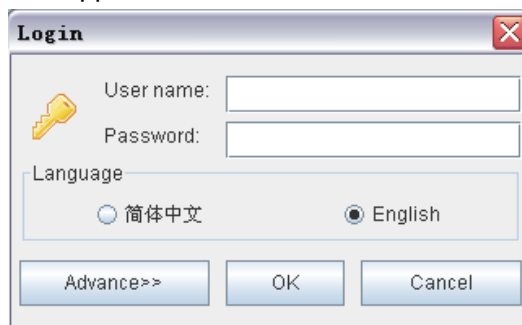 Login
User name:
Password:
Language
简体中文 English
Advance>> OK Cancel